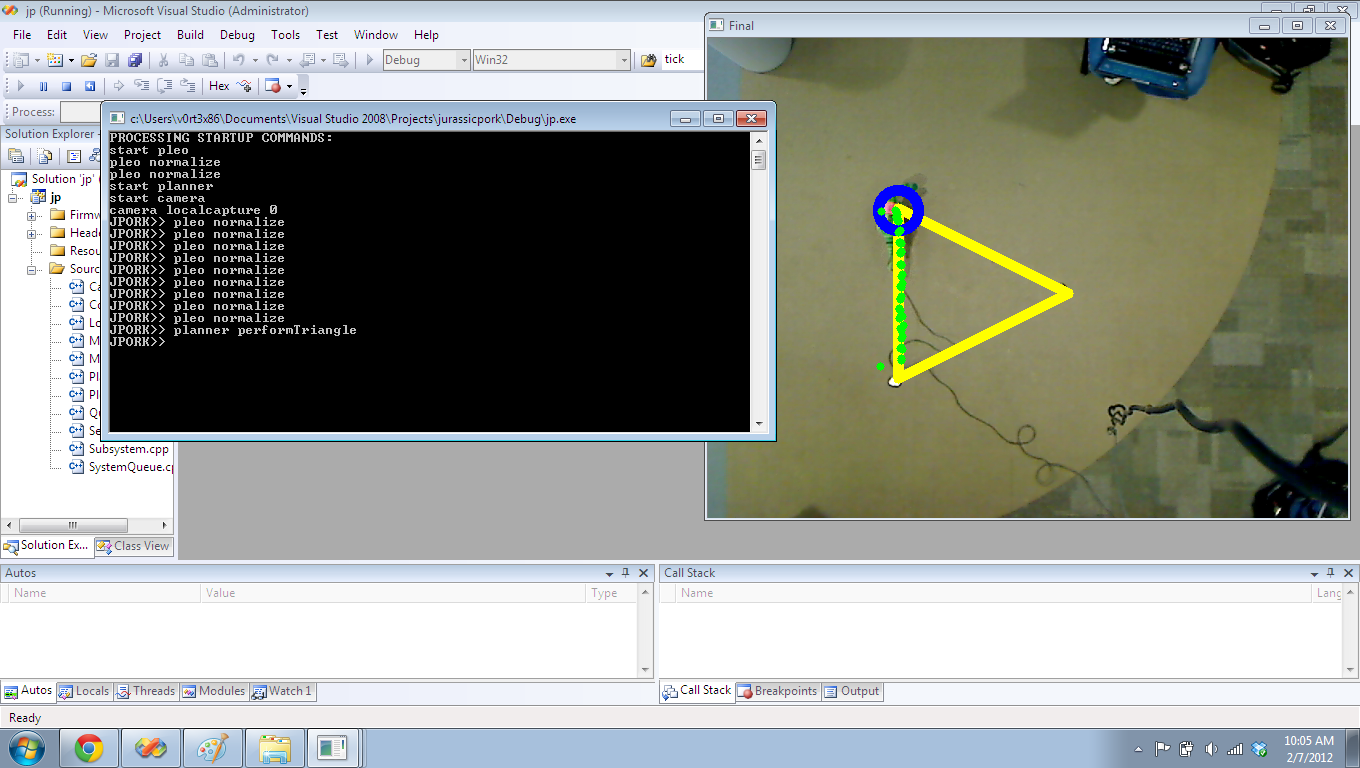 jp (Running) - Microsoft Visual Studio (Administrator)
File Edit View Project Build Debug Tools Test Window Help
Debug Win32 tick
Hex
Process:
Solution Explorer
Solution 'jp' (
jp
Firmw
Heade
Resou
Sourc
Ca
Co
Lo
M
M
Pl
Pl
Qu
Se
Subsystem.cpp
SystemQueue.cp
Solution Ex... Class View
c:\Users\v0rt3x86\Documents\Visual Studio 2008\Projects\jurassicpork\Debug\jp.exe
PROCESSING STARTUP COMMANDS:
start pleo
pleo normalize
pleo normalize
start planner
start camera
camera localcapture 0
JPORK>> pleo normalize
JPORK>> pleo normalize
JPORK>> pleo normalize
JPORK>> pleo normalize
JPORK>> pleo normalize
JPORK>> pleo normalize
JPORK>> pleo normalize
JPORK>> pleo normalize
JPORK>> pleo normalize
JPORK>> planner performTriangle
JPORK>>
Final
Autos
Name Value Type
Autos Locals Threads Modules Watch 1
Call Stack
Name Lang
Call Stack Breakpoints Output
Ready
10:05 AM
2/7/2012